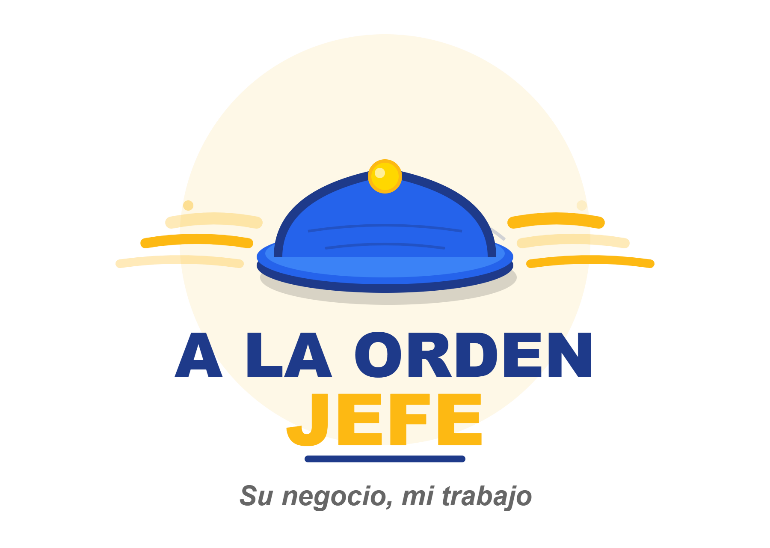 A LA ORDEN
JEFE
Su negocio, mi trabajo